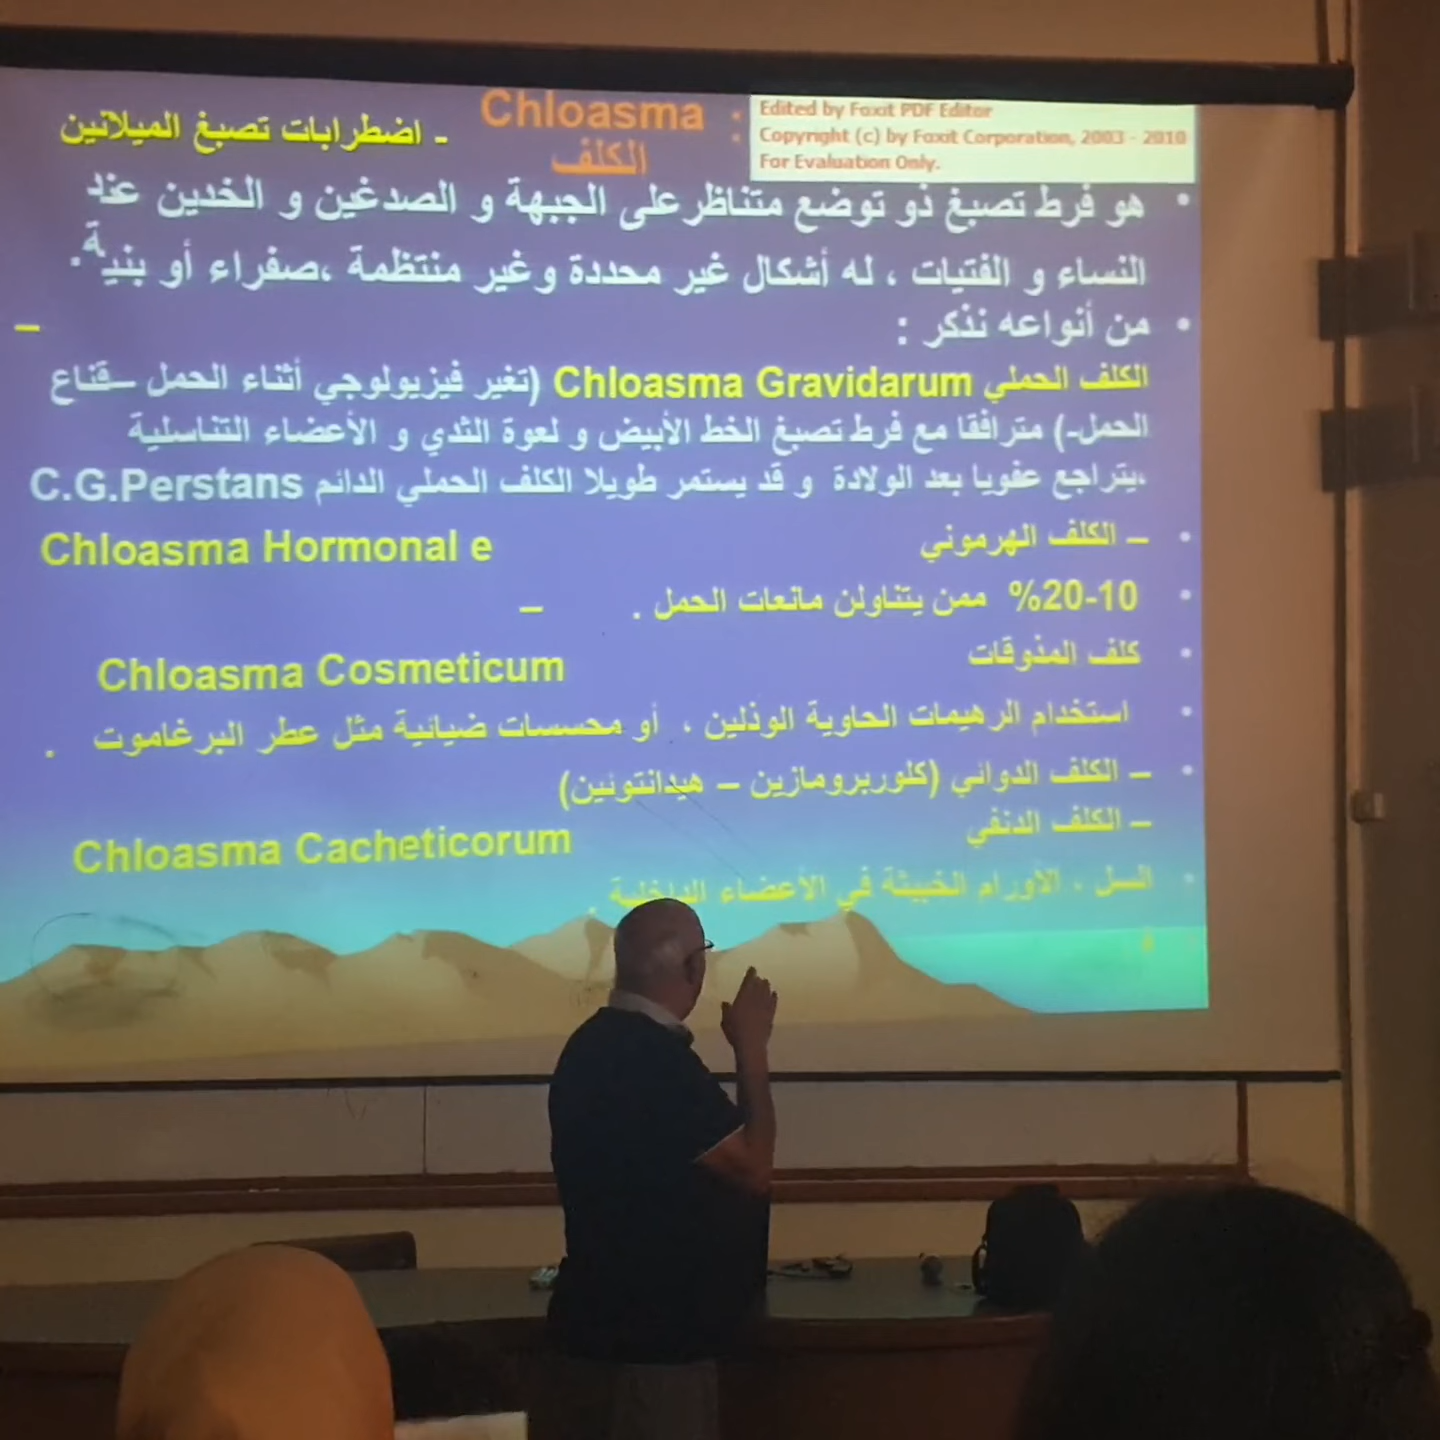 Edited by Foxit PDF Editor
Copyright (c) by Foxit Corporation, 2003 - 2010
For Evaluation Only.
- اضطرابات تصبغ الميلانين
Chloasma :
الكلف
• هو فرط تصبغ ذو توضع متناظرعلى الجبهة و الصدغين و الخدين عند
النساء و الفتيات ، له أشكال غير محددة وغير منتظمة ،صفراء أو بنية.
• من أنواعه نذكر : –
الكلف الحملي Chloasma Gravidarum (تغير فيزيولوجي أثناء الحمل –قناع
الحمل-) مترافقا مع فرط تصبغ الخط الأبيض و لعوة الثدي و الأعضاء التناسلية
،يتراجع عفويا بعد الولادة و قد يستمر طويلا الكلف الحملي الدائم C.G.Perstans
• – الكلف الهرموني Chloasma Hormonal e
• 10-20% ممن يتناولن مانعات الحمل . –
• كلف المذوقات Chloasma Cosmeticum
• استخدام الرهيمات الحاوية الوذلين ، أو محسسات ضيائية مثل عطر البرغاموت .
• – الكلف الدوائي (كلوربرومازين – هيدانتوئين)
– الكلف الدنفي Chloasma Cacheticorum
• السل ، الأورام الخبيثة في الأعضاء الداخلية .